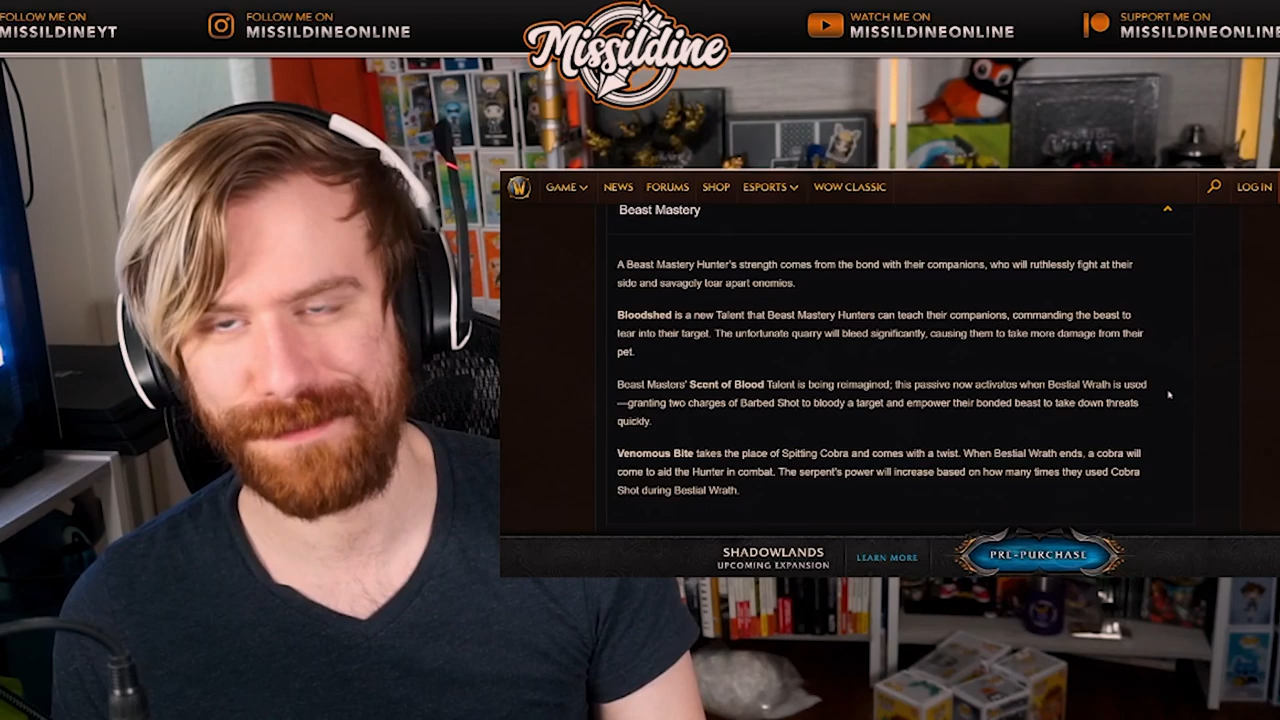 FOLLOW ME ON
MISSILDINEYT
FOLLOW ME ON
MISSILDINEONLINE
Missildine
WATCH ME ON
MISSILDINEONLINE
SUPPORT ME ON
MISSILDINEONLINE
GAME NEWS FORUMS SHOP ESPORTS WOW CLASSIC LOG IN
Beast Mastery
A Beast Mastery Hunter's strength comes from the bond with their companions, who will ruthlessly fight at their
side and savagely tear apart enemies.
Bloodshed is a new Talent that Beast Mastery Hunters can teach their companions, commanding the beast to
tear into their target. The unfortunate quarry will bleed significantly, causing them to take more damage from their
pet.
Beast Masters' Scent of Blood Talent is being reimagined; this passive now activates when Bestial Wrath is used
—granting two charges of Barbed Shot to bloody a target and empower their bonded beast to take down threats
quickly.
Venomous Bite takes the place of Spitting Cobra and comes with a twist. When Bestial Wrath ends, a cobra will
come to aid the Hunter in combat. The serpent's power will increase based on how many times they used Cobra
Shot during Bestial Wrath.
SHADOWLANDS
UPCOMING EXPANSION
LEARN MORE
PRE-PURCHASE